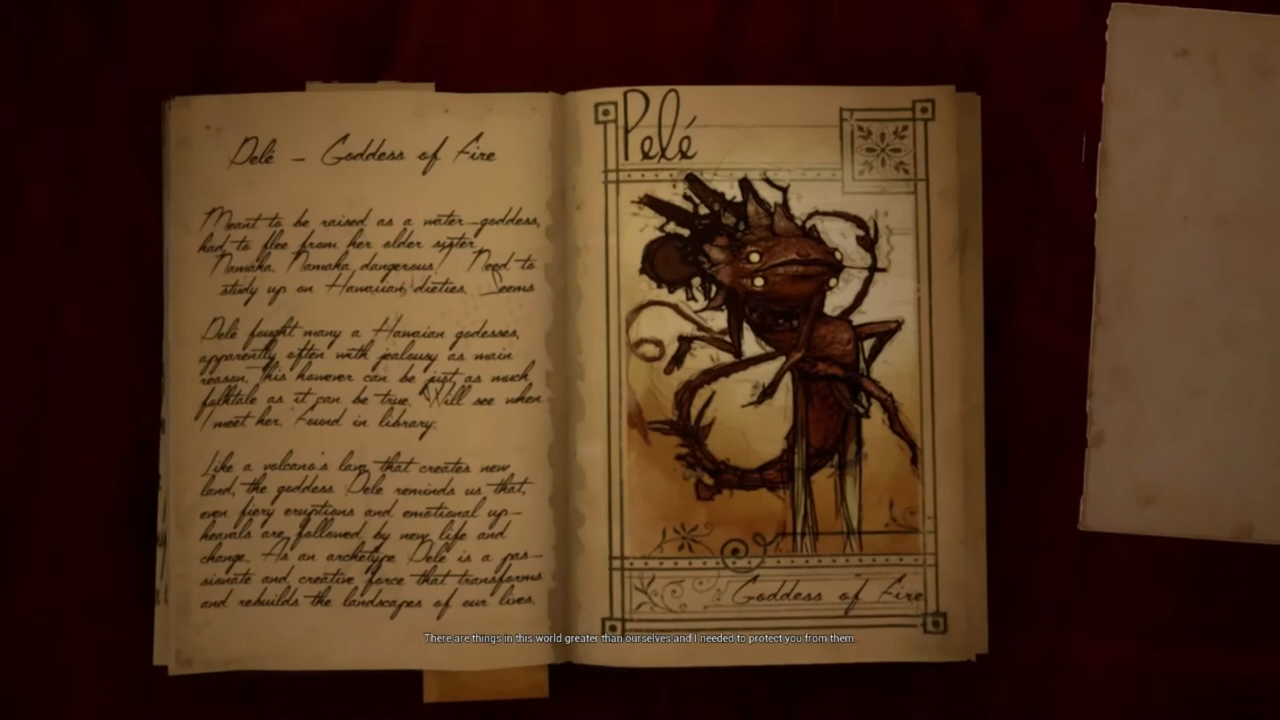 Pelé – Goddess of Fire
Meant to be raised as a water-goddess,
had to flee from her older sister
Namaka. Namaka, dangerous? Need to
study up on Hawaiian dieties. Seems
Pelé fought many a Hawaian godesses,
apparently often with jealousy as main
reason. This however can be just as much
folktale as it can be true. Will see when
I meet her. Found in library.
Like a volcano's lava that creates new
land, the goddess Pele reminds us that,
even fiery eruptions and emotional up-
heavals are followed by new life and
change. As an archetype Pele is a pas-
sionate and creative force that transforms
and rebuilds the landscapes of our lives.
Pelé
Goddess of Fire
There are things in this world greater than ourselves and I needed to protect you from them.